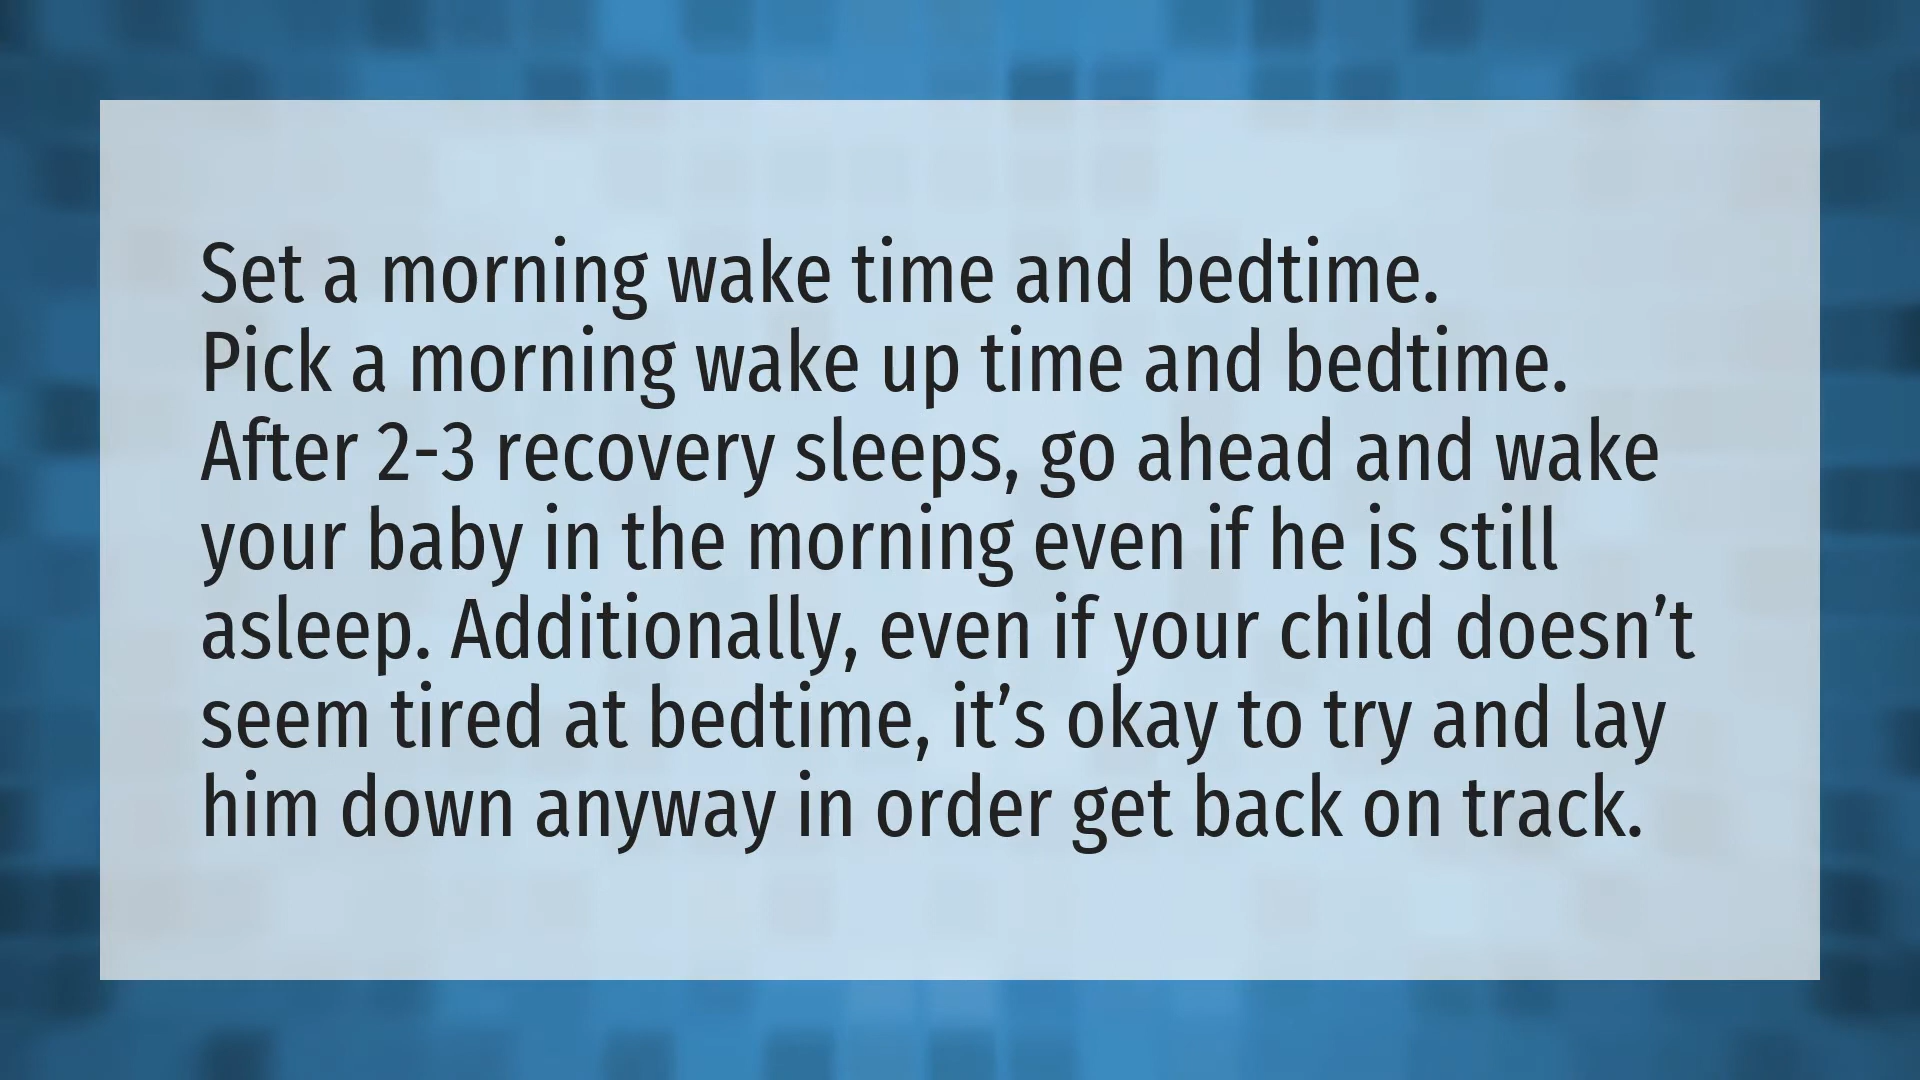 Set a morning wake time and bedtime.
Pick a morning wake up time and bedtime.
After 2-3 recovery sleeps, go ahead and wake
your baby in the morning even if he is still
asleep. Additionally, even if your child doesn’t
seem tired at bedtime, it’s okay to try and lay
him down anyway in order get back on track.